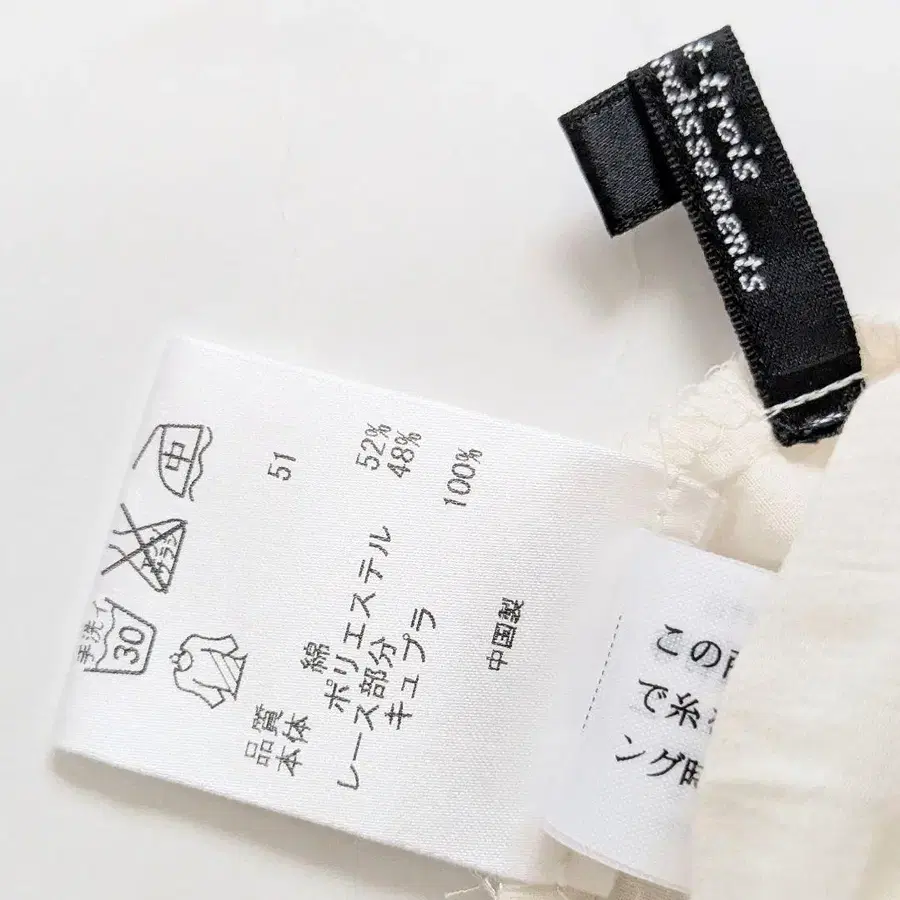 -trois
ndissements
手洗イ
30
中
51
品質
本体
綿 52%
ポリエステル 48%
レース部分
キュプラ 100%
中国製
この
で糸
ング時